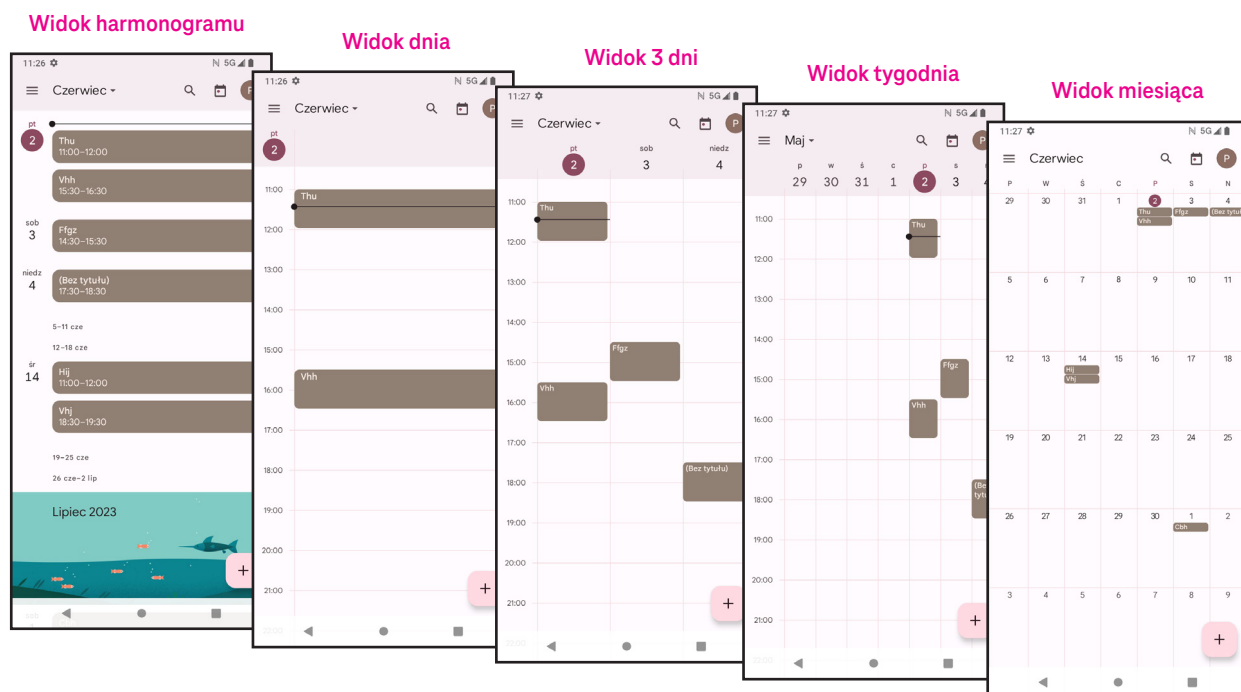 Widok harmonogramu
11:26 N 5G
Czerwiec
P
pt
2
Thu
11:00–12:00
Vhh
15:30–16:30
sob
3
Ffgz
14:30–15:30
niedz
4
(Bez tytułu)
17:30–18:30
5–11 cze
12–18 cze
śr
14
Hij
11:00–12:00
Vhj
18:30–19:30
19–25 cze
26 cze–2 lip
Lipiec 2023
+
sob
Widok dnia
11:26 N 5G
Czerwiec
pt
2
11:00
Thu
12:00
13:00
14:00
15:00
Vhh
16:00
17:00
18:00
19:00
20:00
21:00
+
22:00
Widok 3 dni
11:27 N 5G
Czerwiec
P
pt sob niedz
2 3 4
11:00
Thu
12:00
13:00
14:00
Ffgz
15:00
Vhh
16:00
17:00
(Bez tytułu)
18:00
19:00
20:00
21:00
+
22:00
Widok tygodnia
11:27 N 5G
Maj
P
p w ś c p s
29 30 31 1 2 3 4
11:00
Thu
12:00
13:00
14:00
Ffgz
15:00
Vhh
16:00
17:00
(Be
tytu
18:00
19:00
20:00
21:00
+
22:00
Widok miesiąca
11:27 N 5G
Czerwiec
P
P W Ś C P S N
29 30 31 1 2 3 4
Thu Ffgz (Bez tytuł
Vhh
5 6 7 8 9 10 11
12 13 14 15 16 17 18
Hij
Vhj
19 20 21 22 23 24 25
26 27 28 29 30 1 2
Cbh
3 4 5 6 7 8 9
+